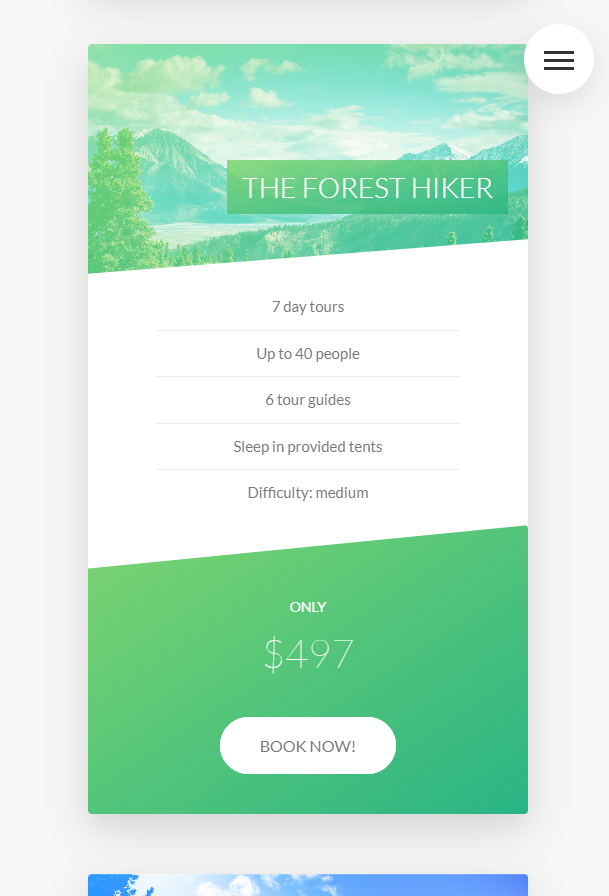 THE FOREST HIKER
7 day tours
Up to 40 people
6 tour guides
Sleep in provided tents
Difficulty: medium
ONLY
$497
BOOK NOW!